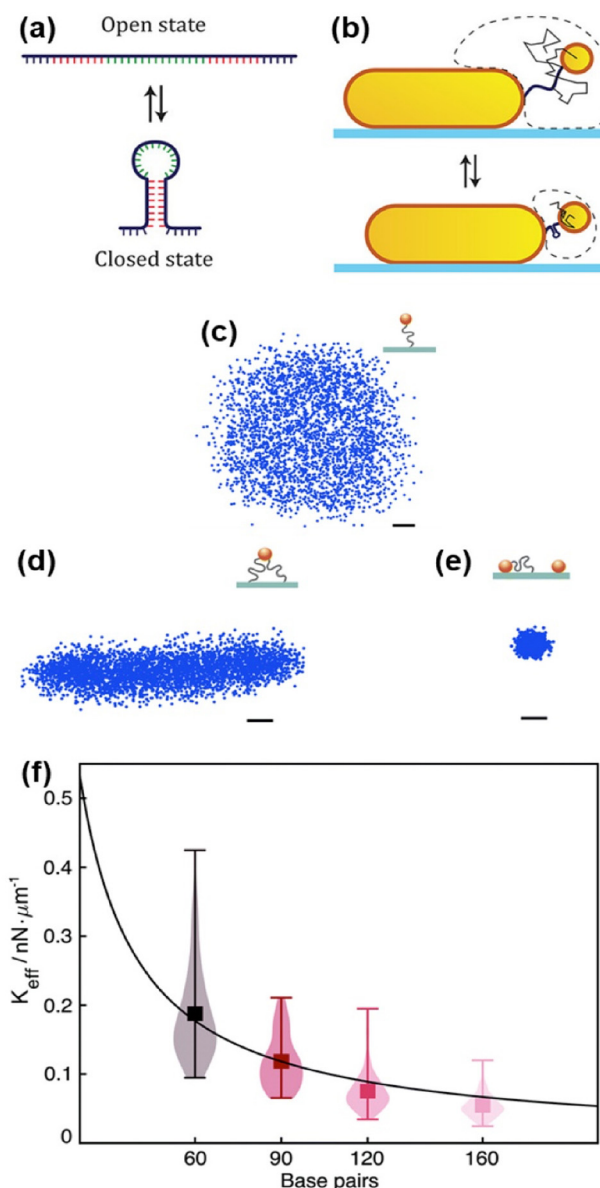 (a)
Open state
Closed state
(b)
(c)
(d)
(e)
(f)
K_eff / nN·μm⁻¹
0.5
0.4
0.3
0.2
0.1
0
60
90
120
160
Base pairs